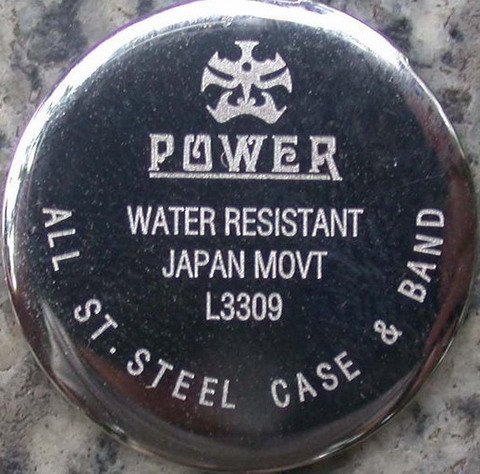 POWER
WATER RESISTANT
JAPAN MOVT
L3309
ALL ST. STEEL CASE & BAND